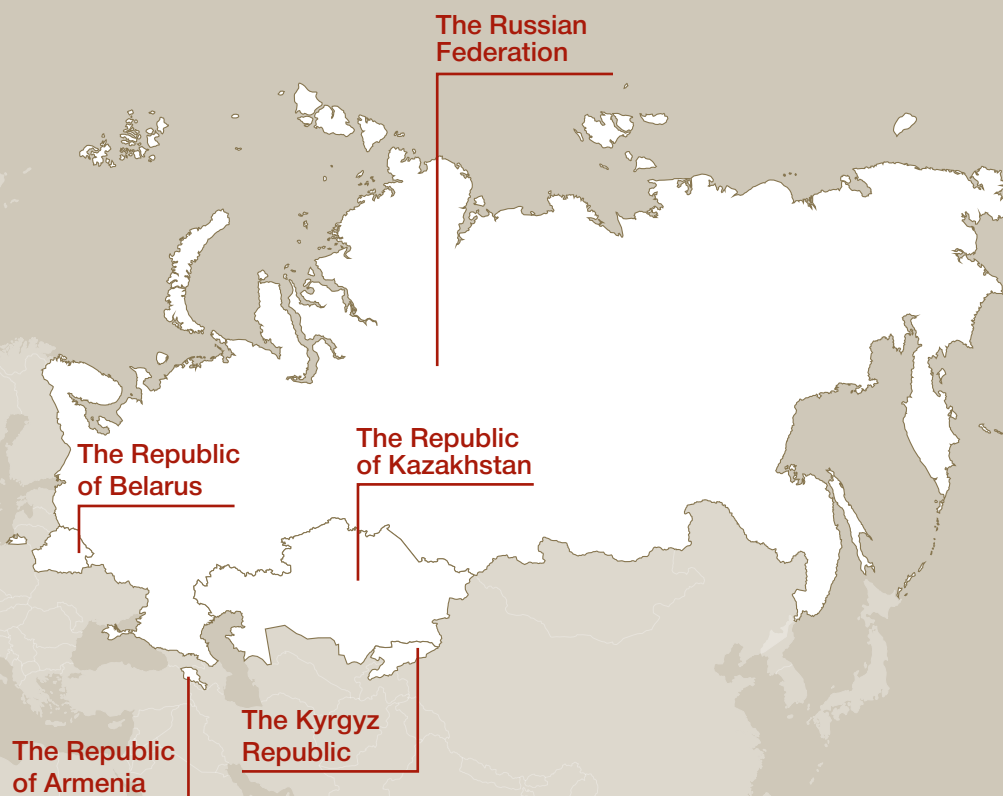 The Russian
Federation
The Republic
of Kazakhstan
The Republic
of Belarus
The Kyrgyz
Republic
The Republic
of Armenia